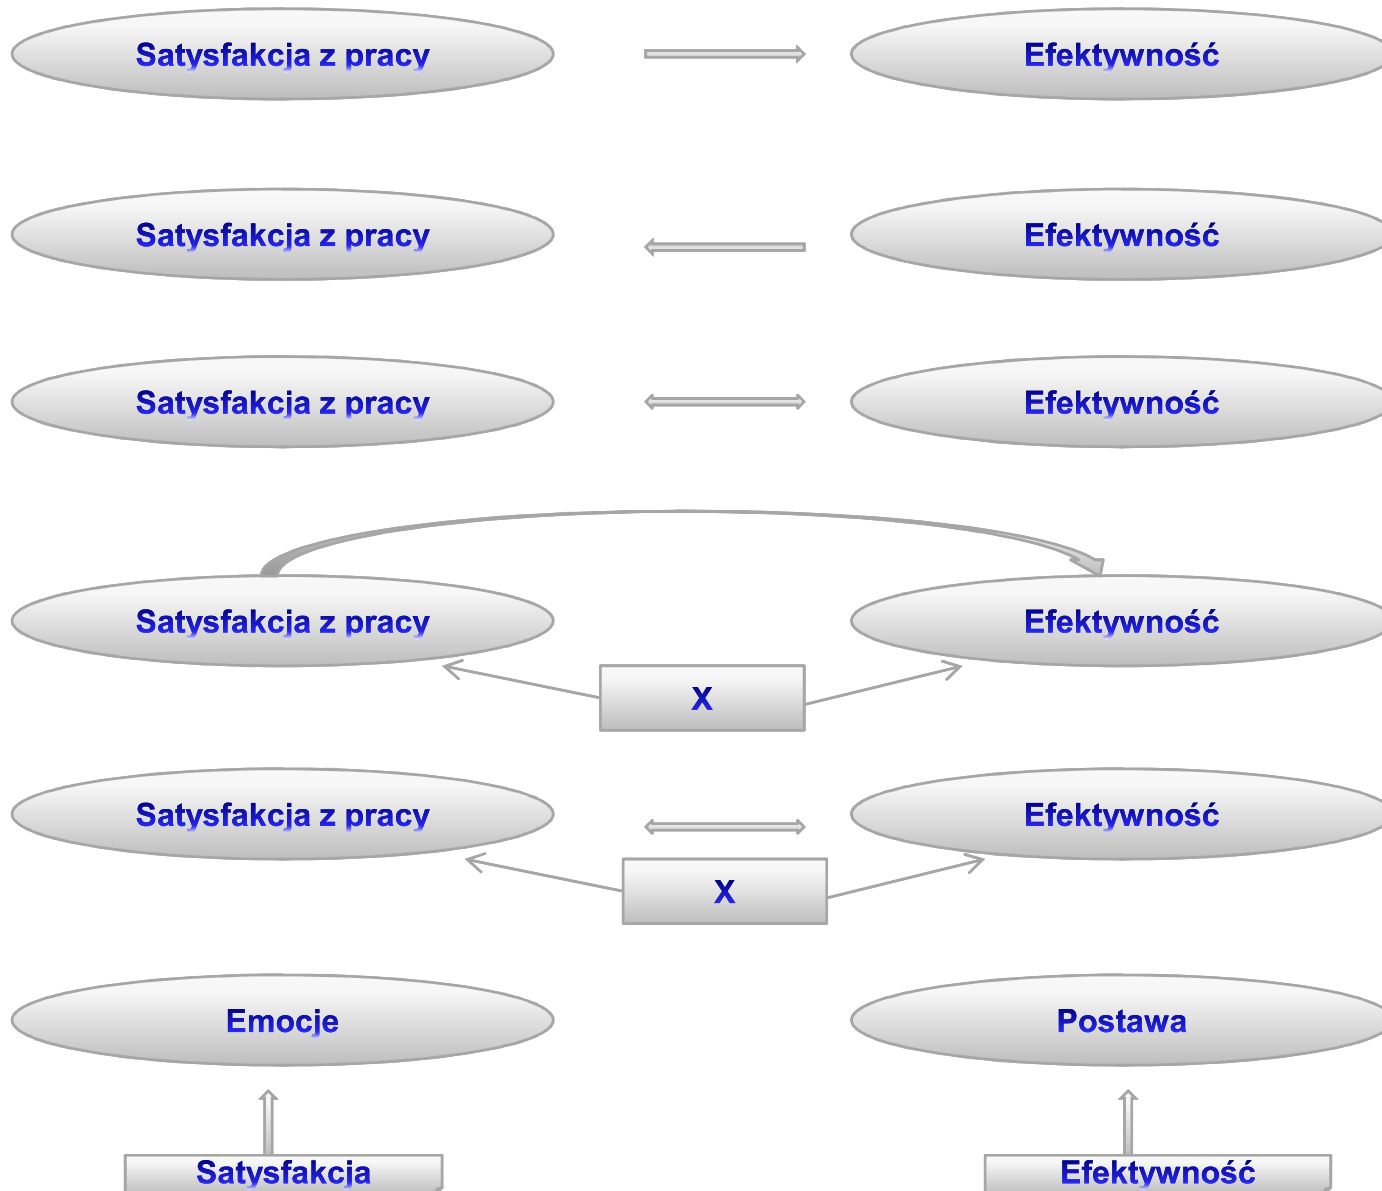 Satysfakcja z pracy
Efektywność
Satysfakcja z pracy
Efektywność
Satysfakcja z pracy
Efektywność
Satysfakcja z pracy
Efektywność
X
Satysfakcja z pracy
Efektywność
X
Emocje
Postawa
Satysfakcja
Efektywność